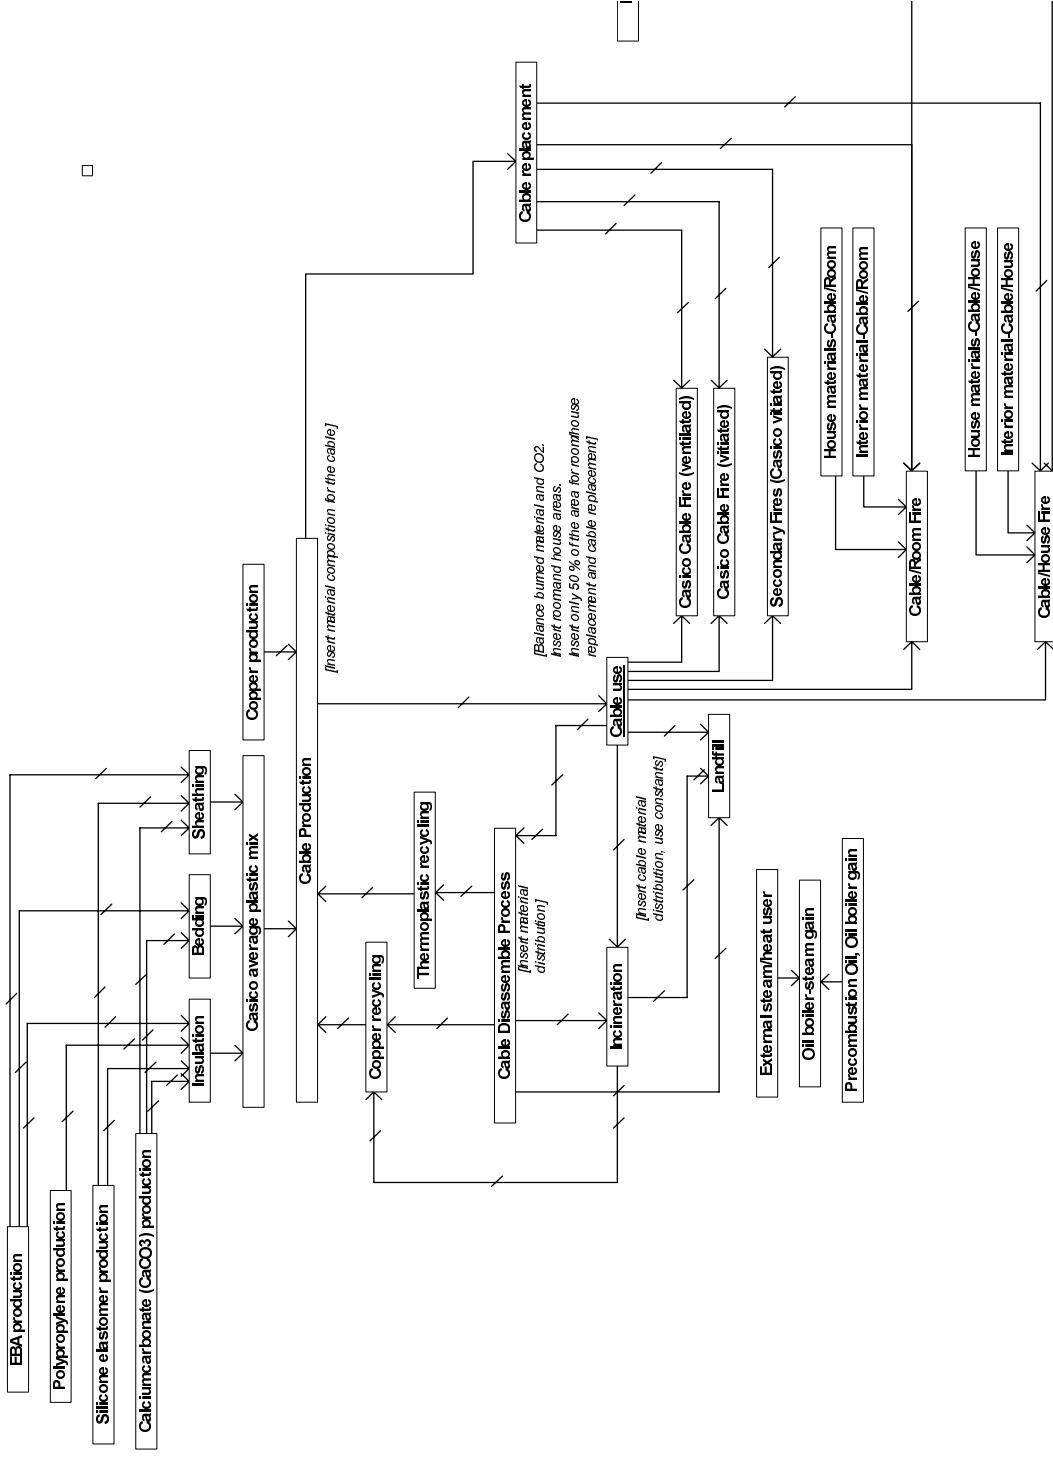 EBA production
Polypropylene production
Silicone elastomer production
Calciumcarbonate (CaCO3) production
Insulation
Bedding
Sheathing
Casico average plastic mix
Copper production
Cable Production
[Insert material composition for the cable]
Copper recycling
Thermoplastic recycling
Cable Disassemble Process
[Insert material
distribution]
Cable replacement
[Balance burned material and CO2.
Insert room and house areas.
Insert only 50 % of the area for room/house
replacement and cable replacement]
Incineration
Cable use
[Insert cable material
distribution, use constants]
Landfill
Casico Cable Fire (ventilated)
Casico Cable Fire (vitiated)
Secondary Fires (Casico vitiated)
External steam/heat user
Oil boiler-steam gain
Precombustion Oil, Oil boiler gain
House materials-Cable/Room
Interior material-Cable/Room
Cable/Room Fire
House materials-Cable/House
Interior material-Cable/House
Cable/House Fire